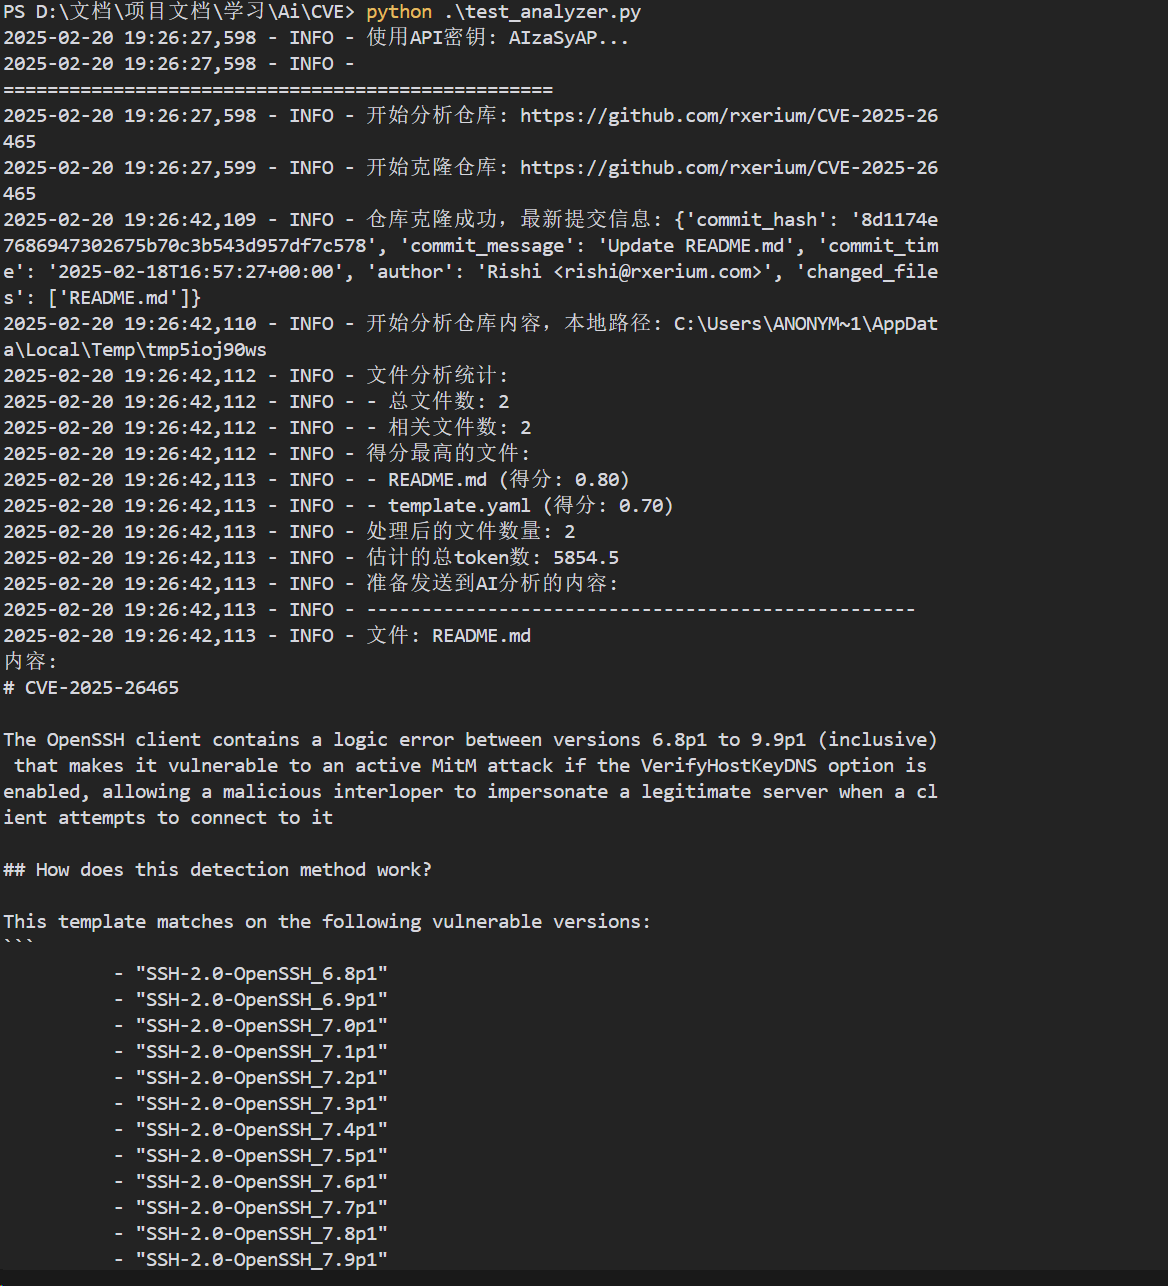 PS D:\文档\项目文档\学习\Ai\CVE> python .\test_analyzer.py
2025-02-20 19:26:27,598 - INFO - 使用API密钥: AIzaSyAP...
2025-02-20 19:26:27,598 - INFO -
==================================================
2025-02-20 19:26:27,598 - INFO - 开始分析仓库: https://github.com/rxerium/CVE-2025-26
465
2025-02-20 19:26:27,599 - INFO - 开始克隆仓库: https://github.com/rxerium/CVE-2025-26
465
2025-02-20 19:26:42,109 - INFO - 仓库克隆成功，最新提交信息: {'commit_hash': '8d1174e
7686947302675b70c3b543d957df7c578', 'commit_message': 'Update README.md', 'commit_tim
e': '2025-02-18T16:57:27+00:00', 'author': 'Rishi <rishi@rxerium.com>', 'changed_file
s': ['README.md']}
2025-02-20 19:26:42,110 - INFO - 开始分析仓库内容，本地路径: C:\Users\ANONYM~1\AppDat
a\Local\Temp\tmp5ioj90ws
2025-02-20 19:26:42,112 - INFO - 文件分析统计:
2025-02-20 19:26:42,112 - INFO - - 总文件数: 2
2025-02-20 19:26:42,112 - INFO - - 相关文件数: 2
2025-02-20 19:26:42,112 - INFO - 得分最高的文件:
2025-02-20 19:26:42,113 - INFO - - README.md (得分: 0.80)
2025-02-20 19:26:42,113 - INFO - - template.yaml (得分: 0.70)
2025-02-20 19:26:42,113 - INFO - 处理后的文件数量: 2
2025-02-20 19:26:42,113 - INFO - 估计的总token数: 5854.5
2025-02-20 19:26:42,113 - INFO - 准备发送到AI分析的内容:
2025-02-20 19:26:42,113 - INFO - --------------------------------------------------
2025-02-20 19:26:42,113 - INFO - 文件: README.md
内容:
# CVE-2025-26465
The OpenSSH client contains a logic error between versions 6.8p1 to 9.9p1 (inclusive)
 that makes it vulnerable to an active MitM attack if the VerifyHostKeyDNS option is
enabled, allowing a malicious interloper to impersonate a legitimate server when a cl
ient attempts to connect to it
## How does this detection method work?
This template matches on the following vulnerable versions:
```
          - "SSH-2.0-OpenSSH_6.8p1"
          - "SSH-2.0-OpenSSH_6.9p1"
          - "SSH-2.0-OpenSSH_7.0p1"
          - "SSH-2.0-OpenSSH_7.1p1"
          - "SSH-2.0-OpenSSH_7.2p1"
          - "SSH-2.0-OpenSSH_7.3p1"
          - "SSH-2.0-OpenSSH_7.4p1"
          - "SSH-2.0-OpenSSH_7.5p1"
          - "SSH-2.0-OpenSSH_7.6p1"
          - "SSH-2.0-OpenSSH_7.7p1"
          - "SSH-2.0-OpenSSH_7.8p1"
          - "SSH-2.0-OpenSSH_7.9p1"